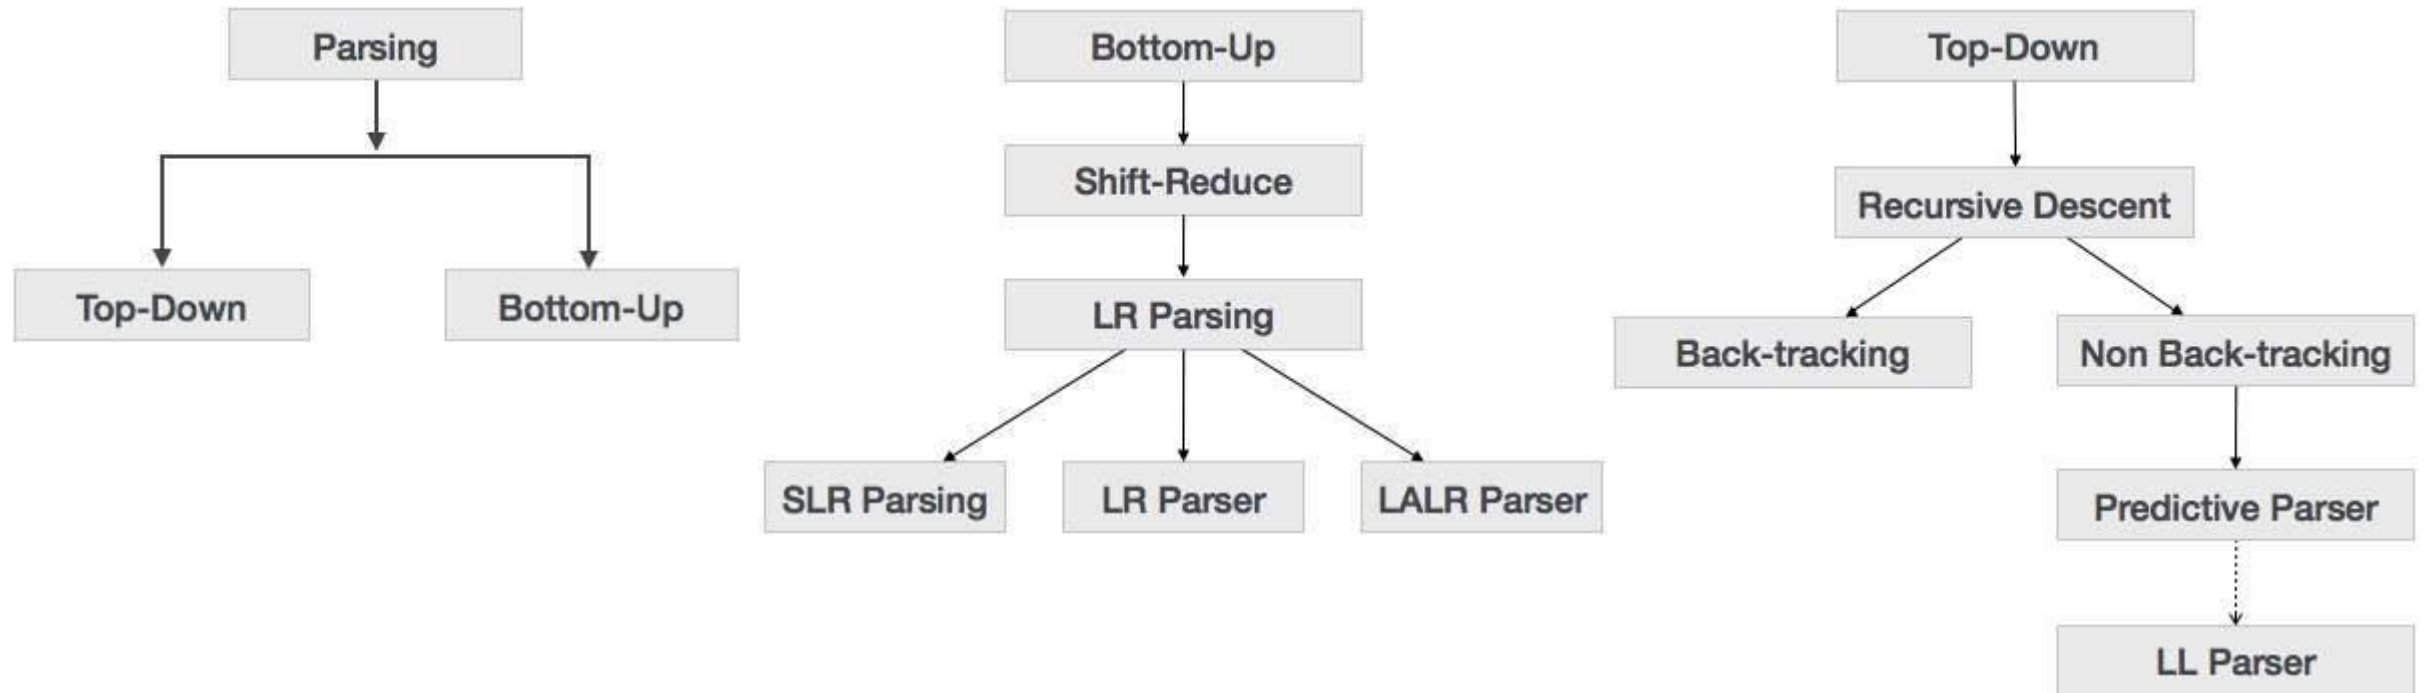 Parsing
Top-Down
Bottom-Up
Bottom-Up
Shift-Reduce
LR Parsing
SLR Parsing
LR Parser
LALR Parser
Top-Down
Recursive Descent
Back-tracking
Non Back-tracking
Predictive Parser
LL Parser